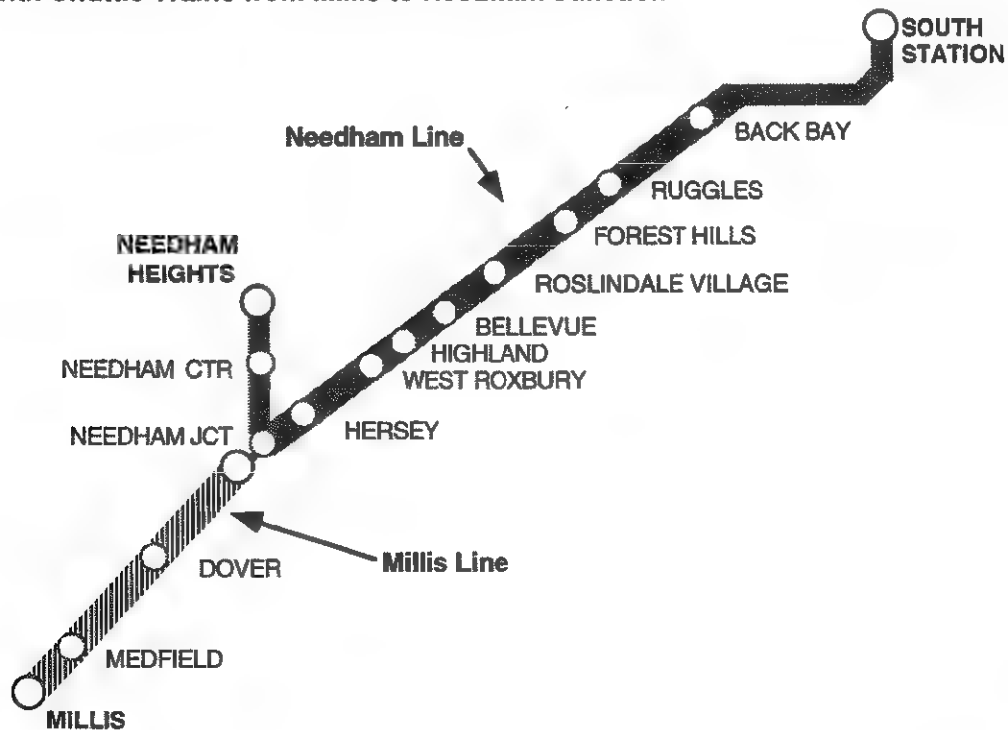 SOUTH
STATION
BACK BAY
Needham Line
RUGGLES
FOREST HILLS
NEEDHAM
HEIGHTS
ROSLINDALE VILLAGE
BELLEVUE
HIGHLAND
NEEDHAM CTR
WEST ROXBURY
HERSEY
NEEDHAM JCT
DOVER
Millis Line
MEDFIELD
MILLIS